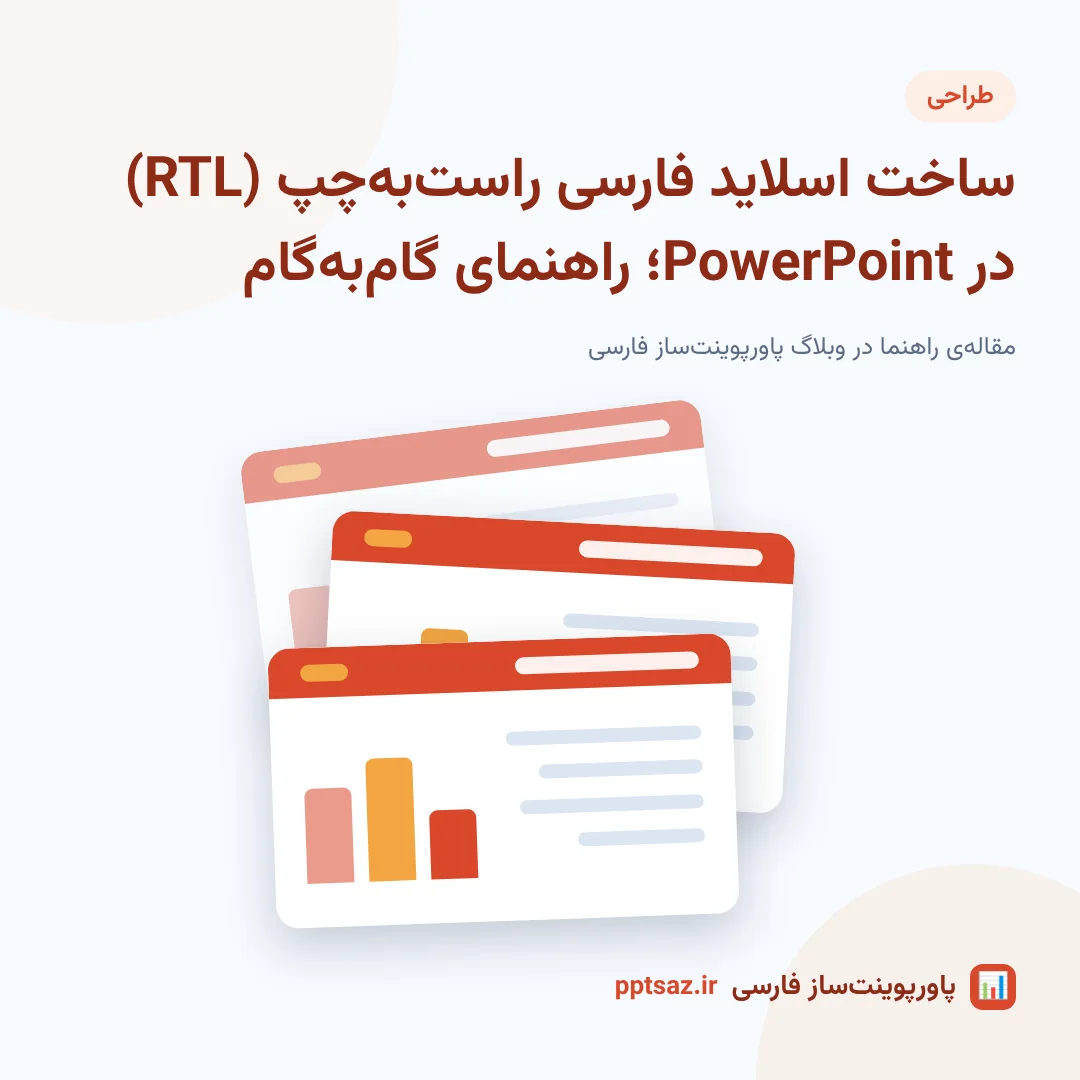 طراحی
ساخت اسلاید فارسی راست‌به‌چپ (RTL)
در PowerPoint؛ راهنمای گام‌به‌گام
مقاله‌ی راهنما در وبلاگ پاورپوینت‌ساز فارسی
پاورپوینت‌ساز فارسی pptsaz.ir